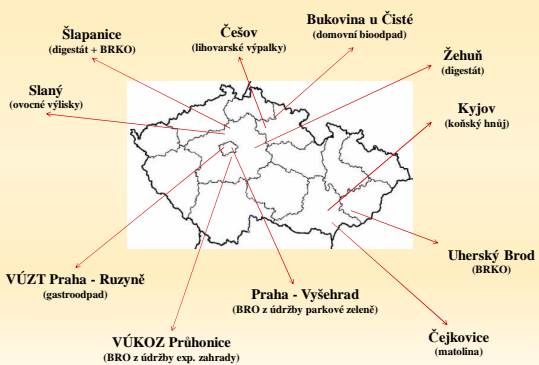 Bukovina u Čisté
(domovní bioodpad)
Šlapanice
(digestát + BRKO)
Češov
(lihovarské výpalky)
Žehuň
(digestát)
Slaný
(ovocné výlisky)
Kyjov
(koňský hnůj)
Uherský Brod
(BRKO)
VÚZT Praha - Ruzyně
(gastroodpad)
Praha - Vyšehrad
(BRO z údržby parkové zeleně)
VÚKOZ Průhonice
(BRO z údržby exp. zahrady)
Čejkovice
(matolina)